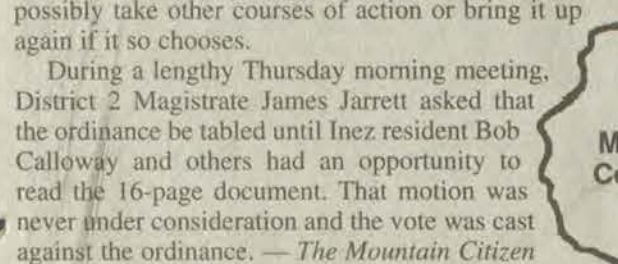 possibly take other courses of action or bring it up
again if it so chooses.
During a lengthy Thursday morning meeting,
District 2 Magistrate James Jarrett asked that
the ordinance be tabled until Inez resident Bob
Calloway and others had an opportunity to
read the 16-page document. That motion was
never under consideration and the vote was cast
against the ordinance. — The Mountain Citizen